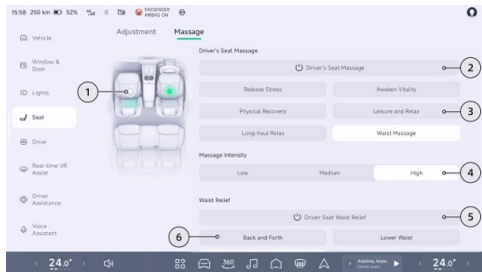 15:58 250 km 52% PASSENGER AIRBAG ON
Adjustment Massage
Vehicle
Window & Door
Lights
Seat
Drive
Real-time VR Assist
Driver Assistance
Voice Assistant
Driver's Seat Massage
Driver's Seat Massage
Release Stress Awaken Vitality
Physical Recovery Leisure and Relax
Long-haul Relax Waist Massage
Massage Intensity
Low Medium High
Waist Relief
Driver Seat Waist Relief
Back and Forth Lower Waist
1
2
3
4
5
6
24.0° 360 Anytime, Anyw. 24.0°